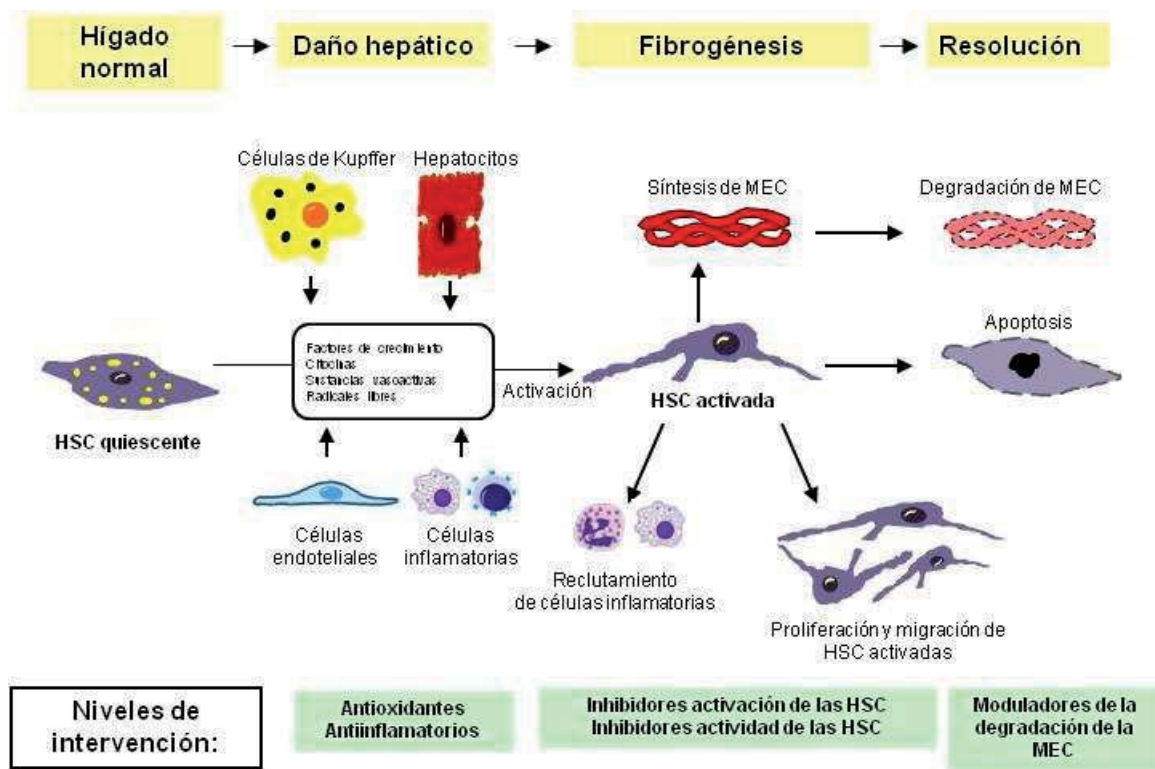 Hígado
normal
Daño hepático
Fibrogénesis
Resolución
Células de Kupffer
Hepatocitos
Síntesis de MEC
Degradación de MEC
Factores de crecimiento
Citocinas
Sustancias vasoactivas
Radicales libres
Activación
HSC quiescente
HSC activada
Apoptosis
Células
endoteliales
Células
inflamatorias
Reclutamiento
de células inflamatorias
Proliferación y migración de
HSC activadas
Niveles de
intervención:
Antioxidantes
Antiinflamatorios
Inhibidores activación de las HSC
Inhibidores actividad de las HSC
Moduladores de la
degradación de la
MEC